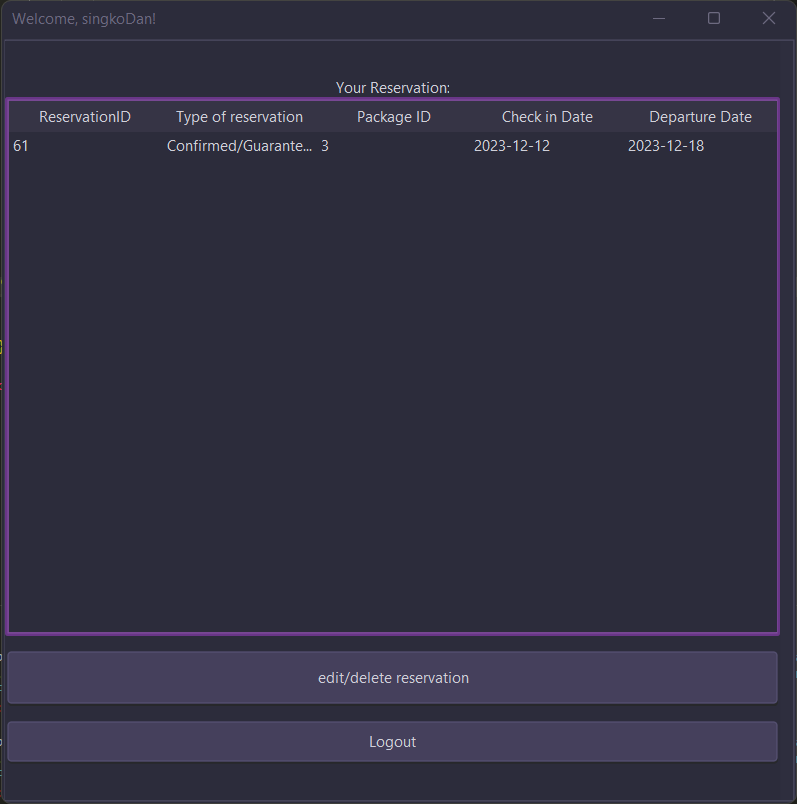 Welcome, singkoDan!
Your Reservation:
ReservationID Type of reservation Package ID Check in Date Departure Date
61 Confirmed/Guarante... 3 2023-12-12 2023-12-18
edit/delete reservation
Logout